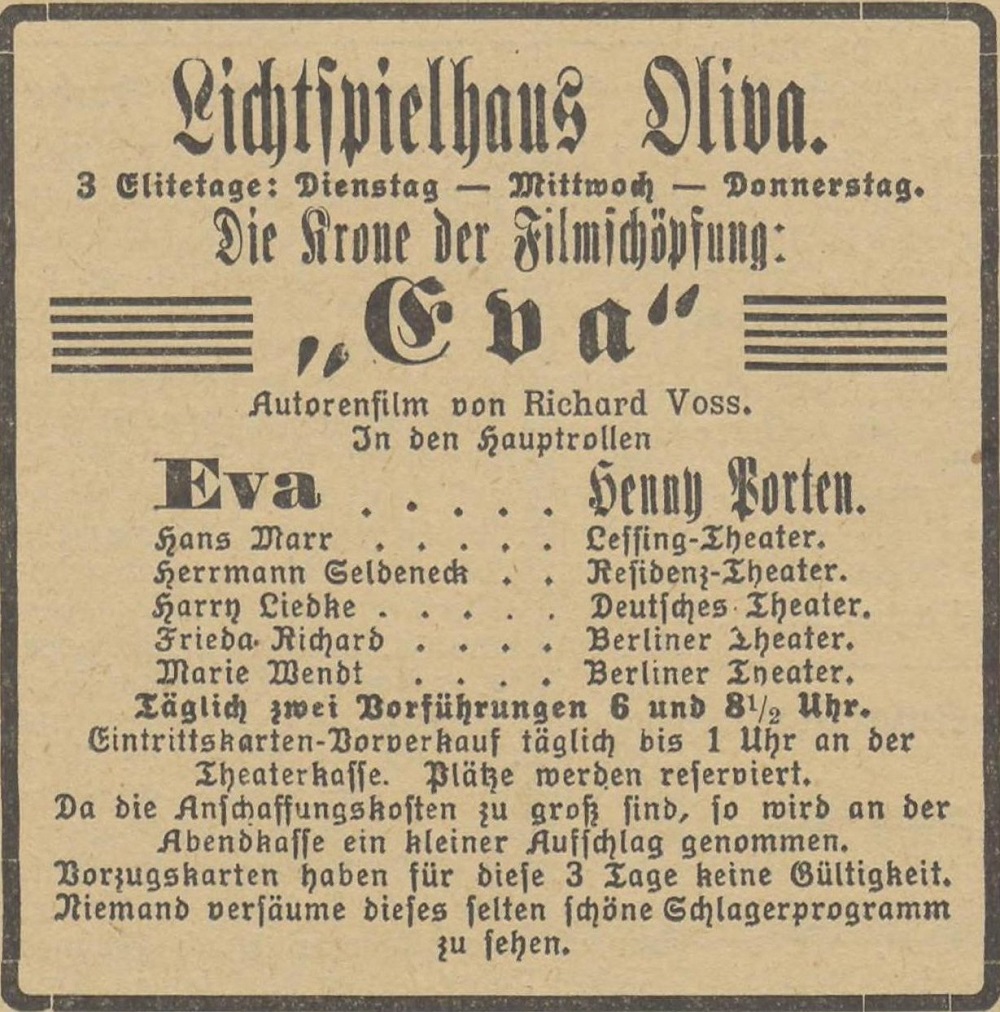 Lichtspielhaus Oliva.
3 Elitetage: Dienstag — Mittwoch — Donnerstag.
Die Krone der Filmschöpfung:
„Eva“
Autorenfilm von Richard Voss.
In den Hauptrollen
Eva . . . . . Henny Porten.
Hans Marr . . . . . Lessing-Theater.
Herrmann Seldeneck . . Residenz-Theater.
Harry Liedke . . . . . Deutsches Theater.
Frieda Richard . . . . Berliner Theater.
Marie Wendt . . . . Berliner Theater.
Täglich zwei Vorführungen 6 und 8½ Uhr.
Eintrittskarten-Vorverkauf täglich bis 1 Uhr an der
Theaterkasse. Plätze werden reserviert.
Da die Anschaffungskosten zu groß sind, so wird an der
Abendkasse ein kleiner Aufschlag genommen.
Vorzugskarten haben für diese 3 Tage keine Gültigkeit.
Niemand versäume dieses selten schöne Schlagerprogramm
zu sehen.